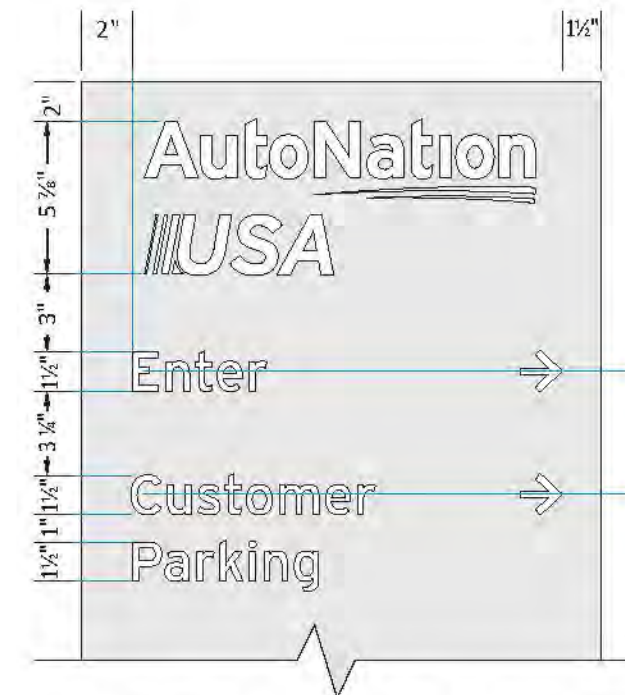 2"
1½"
2"
AutoNation
5 ⅞"
USA
3"
1½"
Enter
3 ¼"
1½"
Customer
1"
1½"
Parking